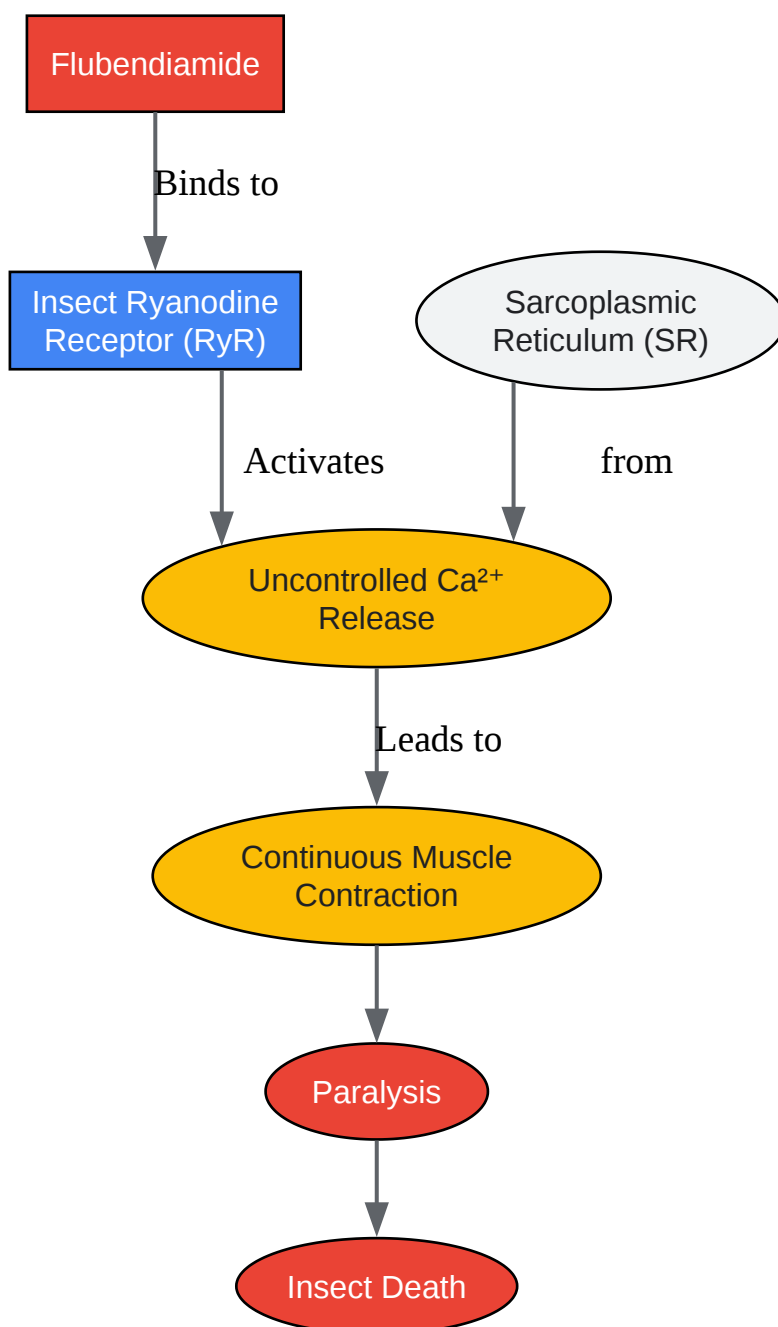 Flubendiamide
Binds to
Insect Ryanodine
Receptor (RyR)
Sarcoplasmic
Reticulum (SR)
Activates
from
Uncontrolled Ca²⁺
Release
Leads to
Continuous Muscle
Contraction
Paralysis
Insect Death